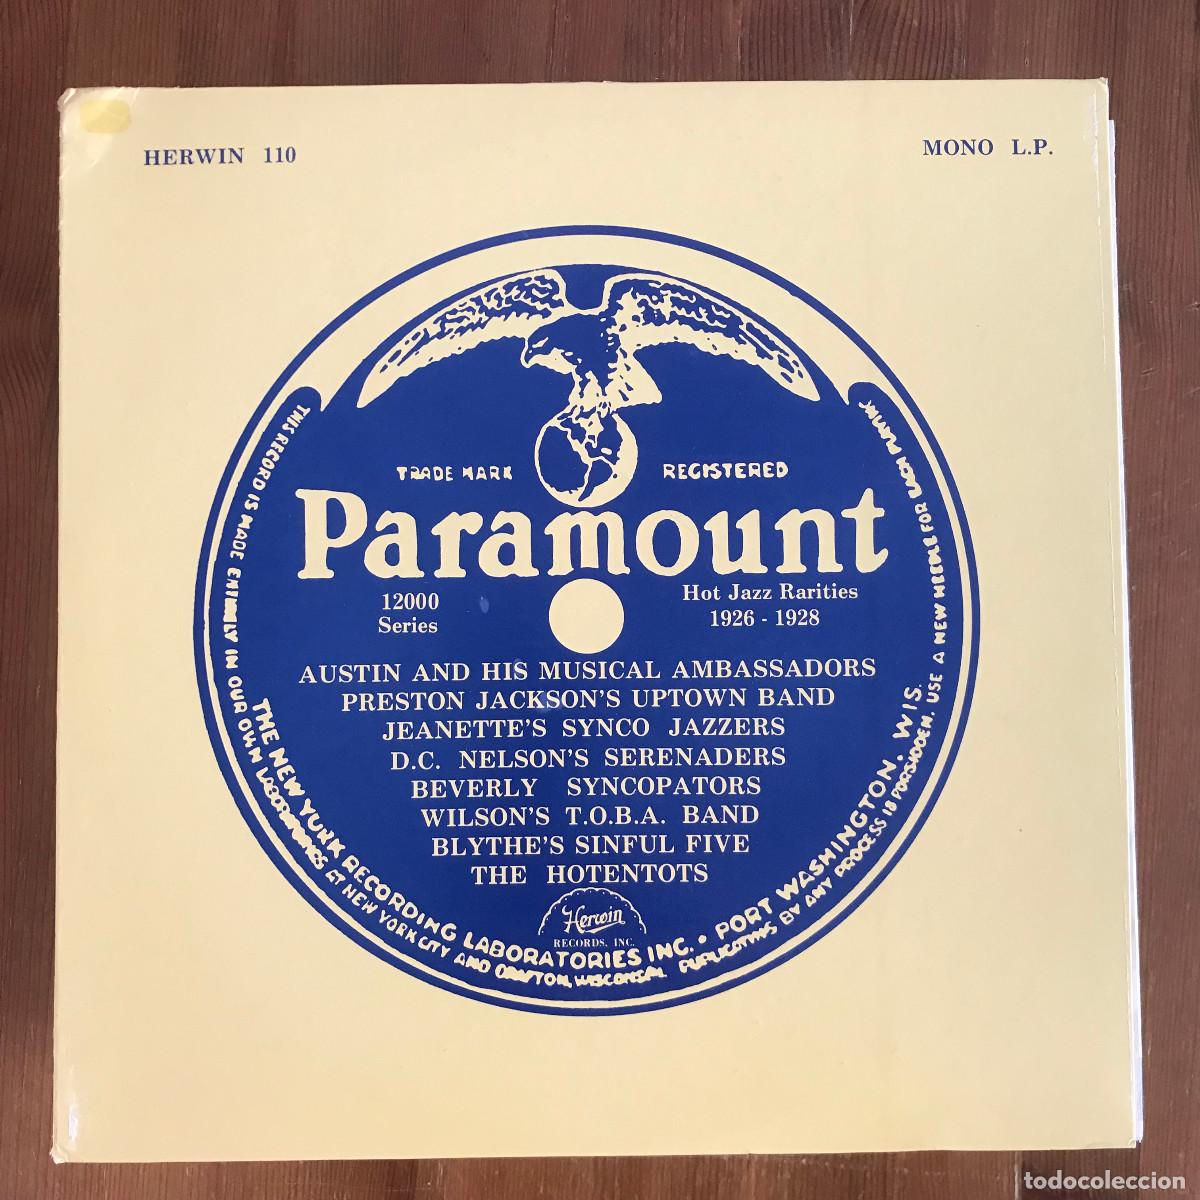 HERWIN 110
MONO L.P.
TRADE MARK REGISTERED
Paramount
12000
Series
Hot Jazz Rarities
1926 - 1928
AUSTIN AND HIS MUSICAL AMBASSADORS
PRESTON JACKSON'S UPTOWN BAND
JEANETTE'S SYNCO JAZZERS
D.C. NELSON'S SERENADERS
BEVERLY SYNCOPATORS
WILSON'S T.O.B.A. BAND
BLYTHE'S SINFUL FIVE
THE HOTENTOTS
Herwin
RECORDS, INC.
THE NEW YORK RECORDING LABORATORIES INC. • PORT WASHINGTON, WIS.
THIS RECORD IS MADE ENTIRELY IN OUR OWN AT NEW YORK CITY AND GRAFTON, WISCONSIN.
BY ANY PROCESS IS FORBIDDEN. USE A NEW NEEDLE FOR EACH
todocoleccion